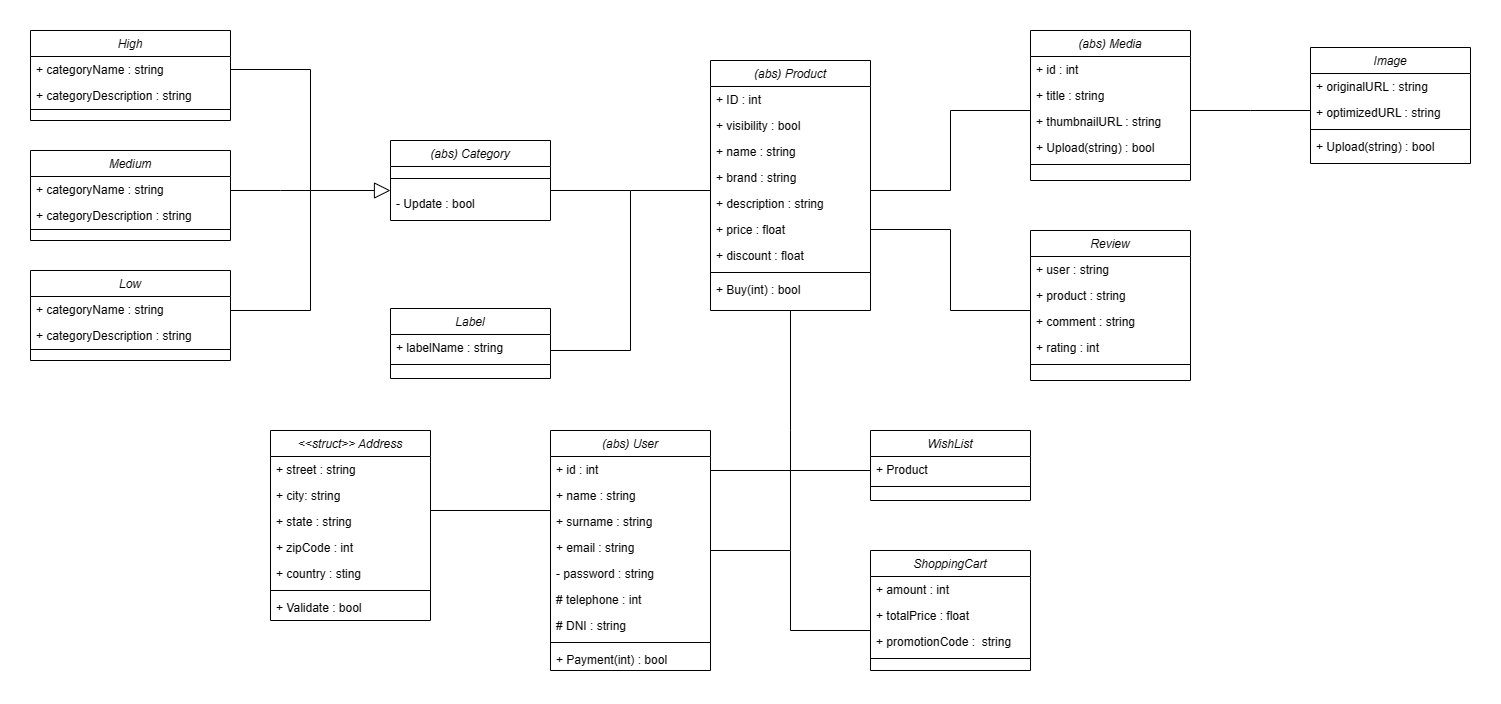 High
+ categoryName : string
+ categoryDescription : string
Medium
+ categoryName : string
+ categoryDescription : string
Low
+ categoryName : string
+ categoryDescription : string
(abs) Category
- Update : bool
Label
+ labelName : string
(abs) Product
+ ID : int
+ visibility : bool
+ name : string
+ brand : string
+ description : string
+ price : float
+ discount : float
+ Buy(int) : bool
(abs) Media
+ id : int
+ title : string
+ thumbnailURL : string
+ Upload(string) : bool
Image
+ originalURL : string
+ optimizedURL : string
+ Upload(string) : bool
Review
+ user : string
+ product : string
+ comment : string
+ rating : int
<<struct>> Address
+ street : string
+ city: string
+ state : string
+ zipCode : int
+ country : sting
+ Validate : bool
(abs) User
+ id : int
+ name : string
+ surname : string
+ email : string
- password : string
# telephone : int
# DNI : string
+ Payment(int) : bool
WishList
+ Product
ShoppingCart
+ amount : int
+ totalPrice : float
+ promotionCode :  string